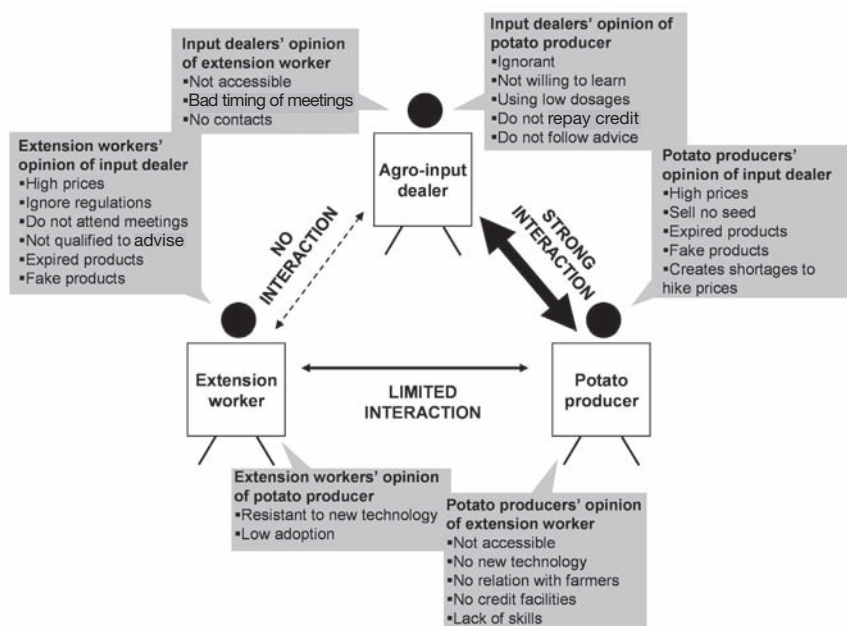 Input dealers' opinion
of extension worker
▪Not accessible
▪Bad timing of meetings
▪No contacts
Input dealers' opinion of
potato producer
▪Ignorant
▪Not willing to learn
▪Using low dosages
▪Do not repay credit
▪Do not follow advice
Extension workers'
opinion of input dealer
▪High prices
▪Ignore regulations
▪Do not attend meetings
▪Not qualified to advise
▪Expired products
▪Fake products
Agro-input
dealer
Potato producers'
opinion of input dealer
▪High prices
▪Sell no seed
▪Expired products
▪Fake products
▪Creates shortages to
hike prices
NO
INTERACTION
STRONG
INTERACTION
Extension
worker
LIMITED
INTERACTION
Potato
producer
Extension workers' opinion
of potato producer
▪Resistant to new technology
▪Low adoption
Potato producers' opinion
of extension worker
▪Not accessible
▪No new technology
▪No relation with farmers
▪No credit facilities
▪Lack of skills